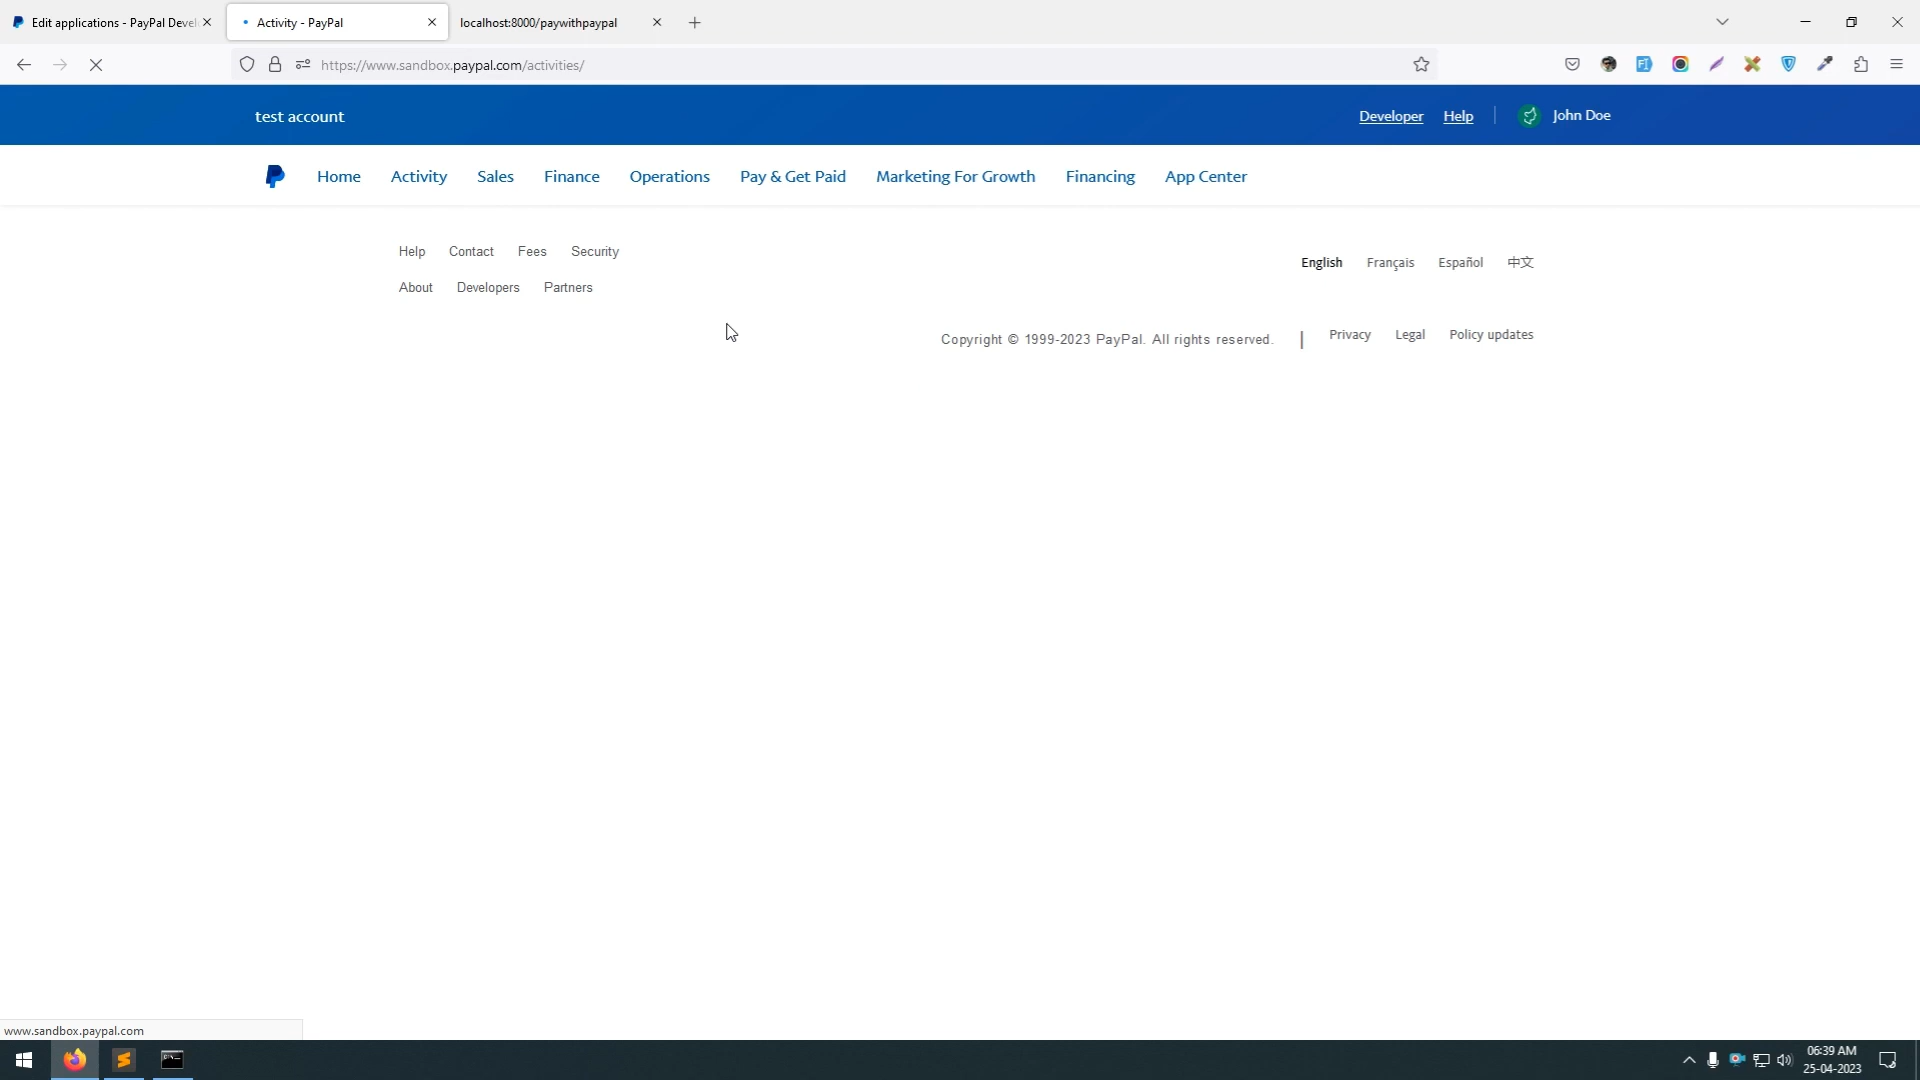 Edit applications - PayPal Devel
Activity - PayPal
localhost:8000/paywithpaypal
https://www.sandbox.paypal.com/activities/
test account
Developer
Help
John Doe
Home
Activity
Sales
Finance
Operations
Pay & Get Paid
Marketing For Growth
Financing
App Center
Help
Contact
Fees
Security
English
Français
Español
中文
About
Developers
Partners
Copyright © 1999-2023 PayPal. All rights reserved.
Privacy
Legal
Policy updates
www.sandbox.paypal.com
06:39 AM
25-04-2023